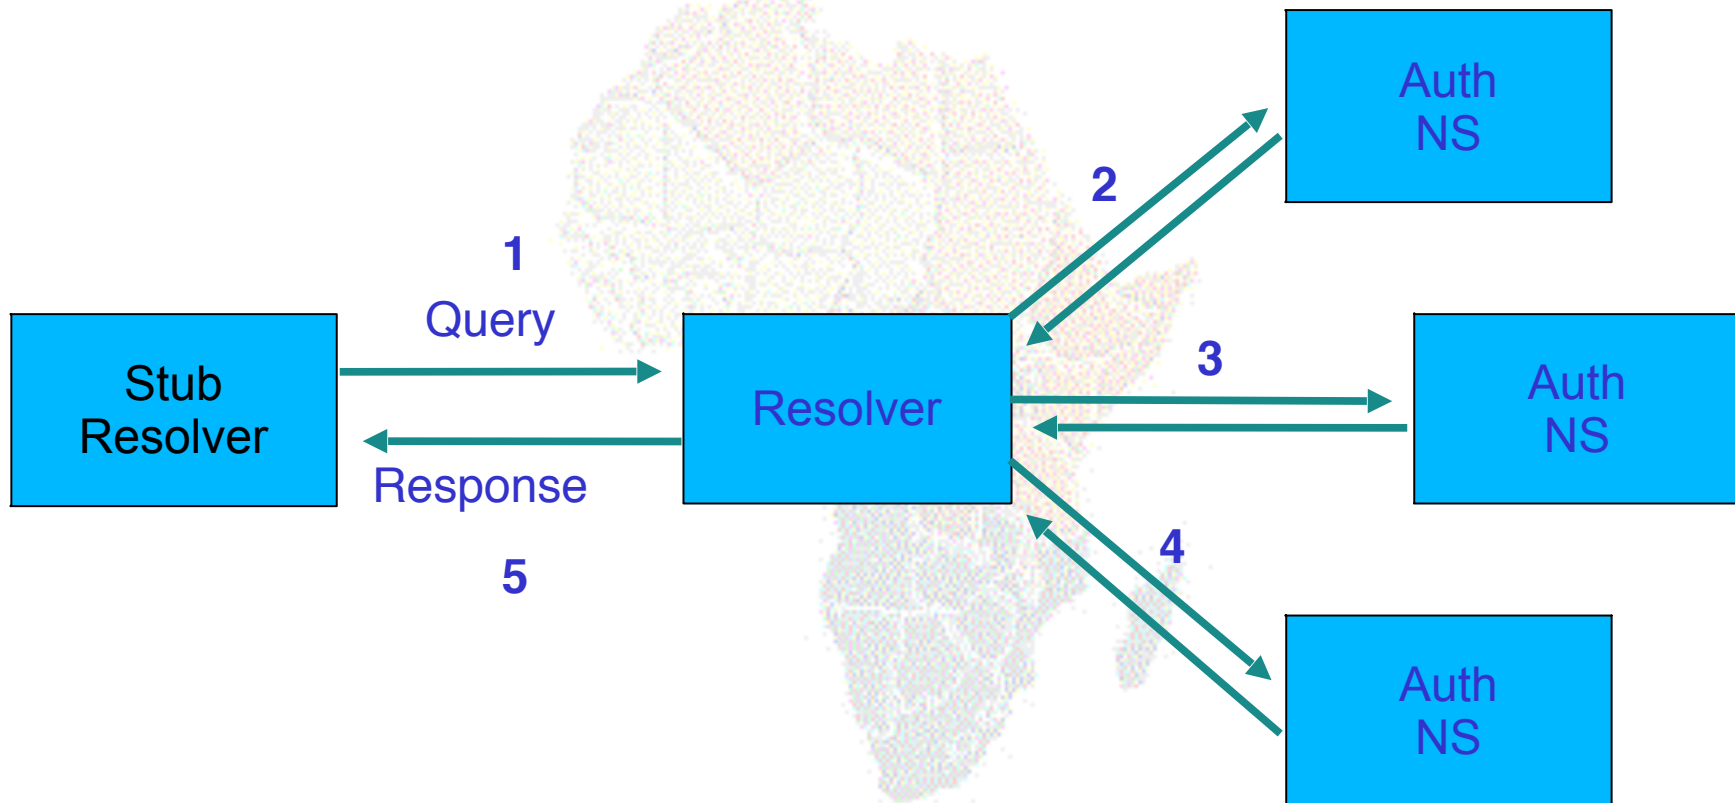 Auth
NS
2
1
Query
Stub
Resolver
Resolver
3
Auth
NS
Response
5
4
Auth
NS